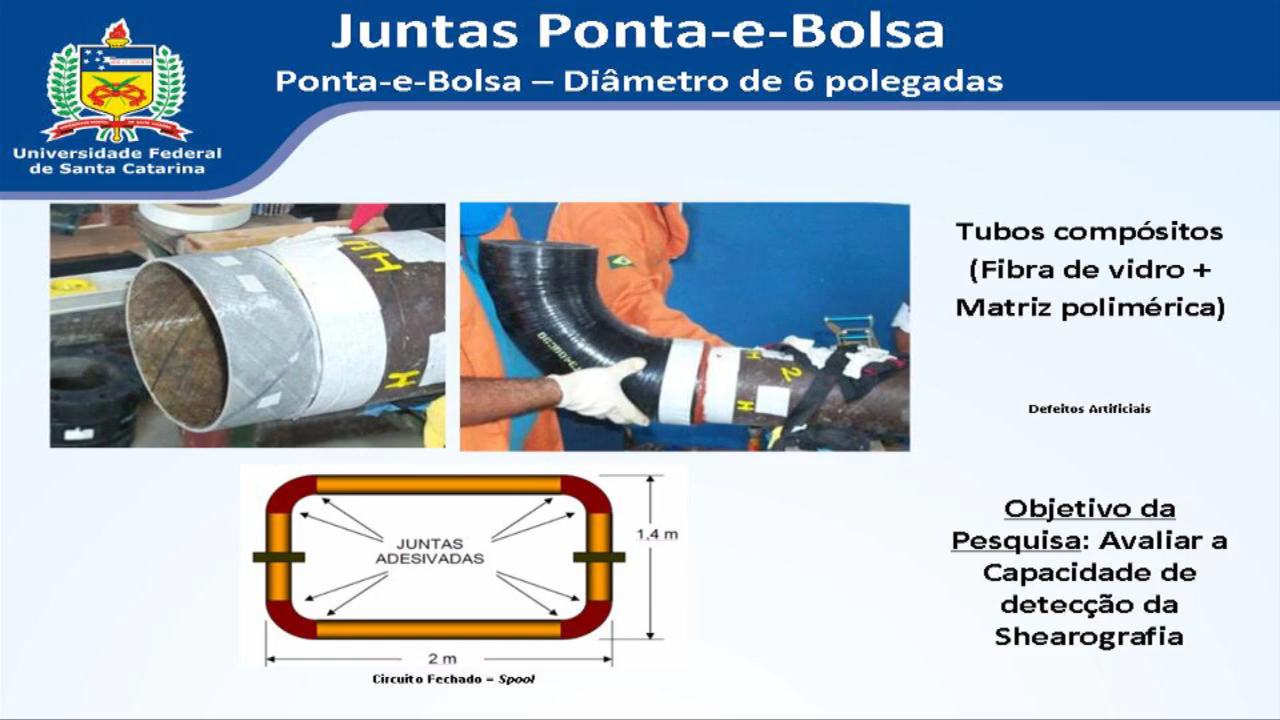 Juntas Ponta-e-Bolsa
Ponta-e-Bolsa – Diâmetro de 6 polegadas
Universidade Federal
de Santa Catarina
Tubos compósitos
(Fibra de vidro +
Matriz polimérica)
H
H
H
H
2
H
Defeitos Artificiais
JUNTAS
ADESIVADAS
1,4 m
2 m
Circuito Fechado = Spool
Objetivo da
Pesquisa: Avaliar a
Capacidade de
detecção da
Shearografia